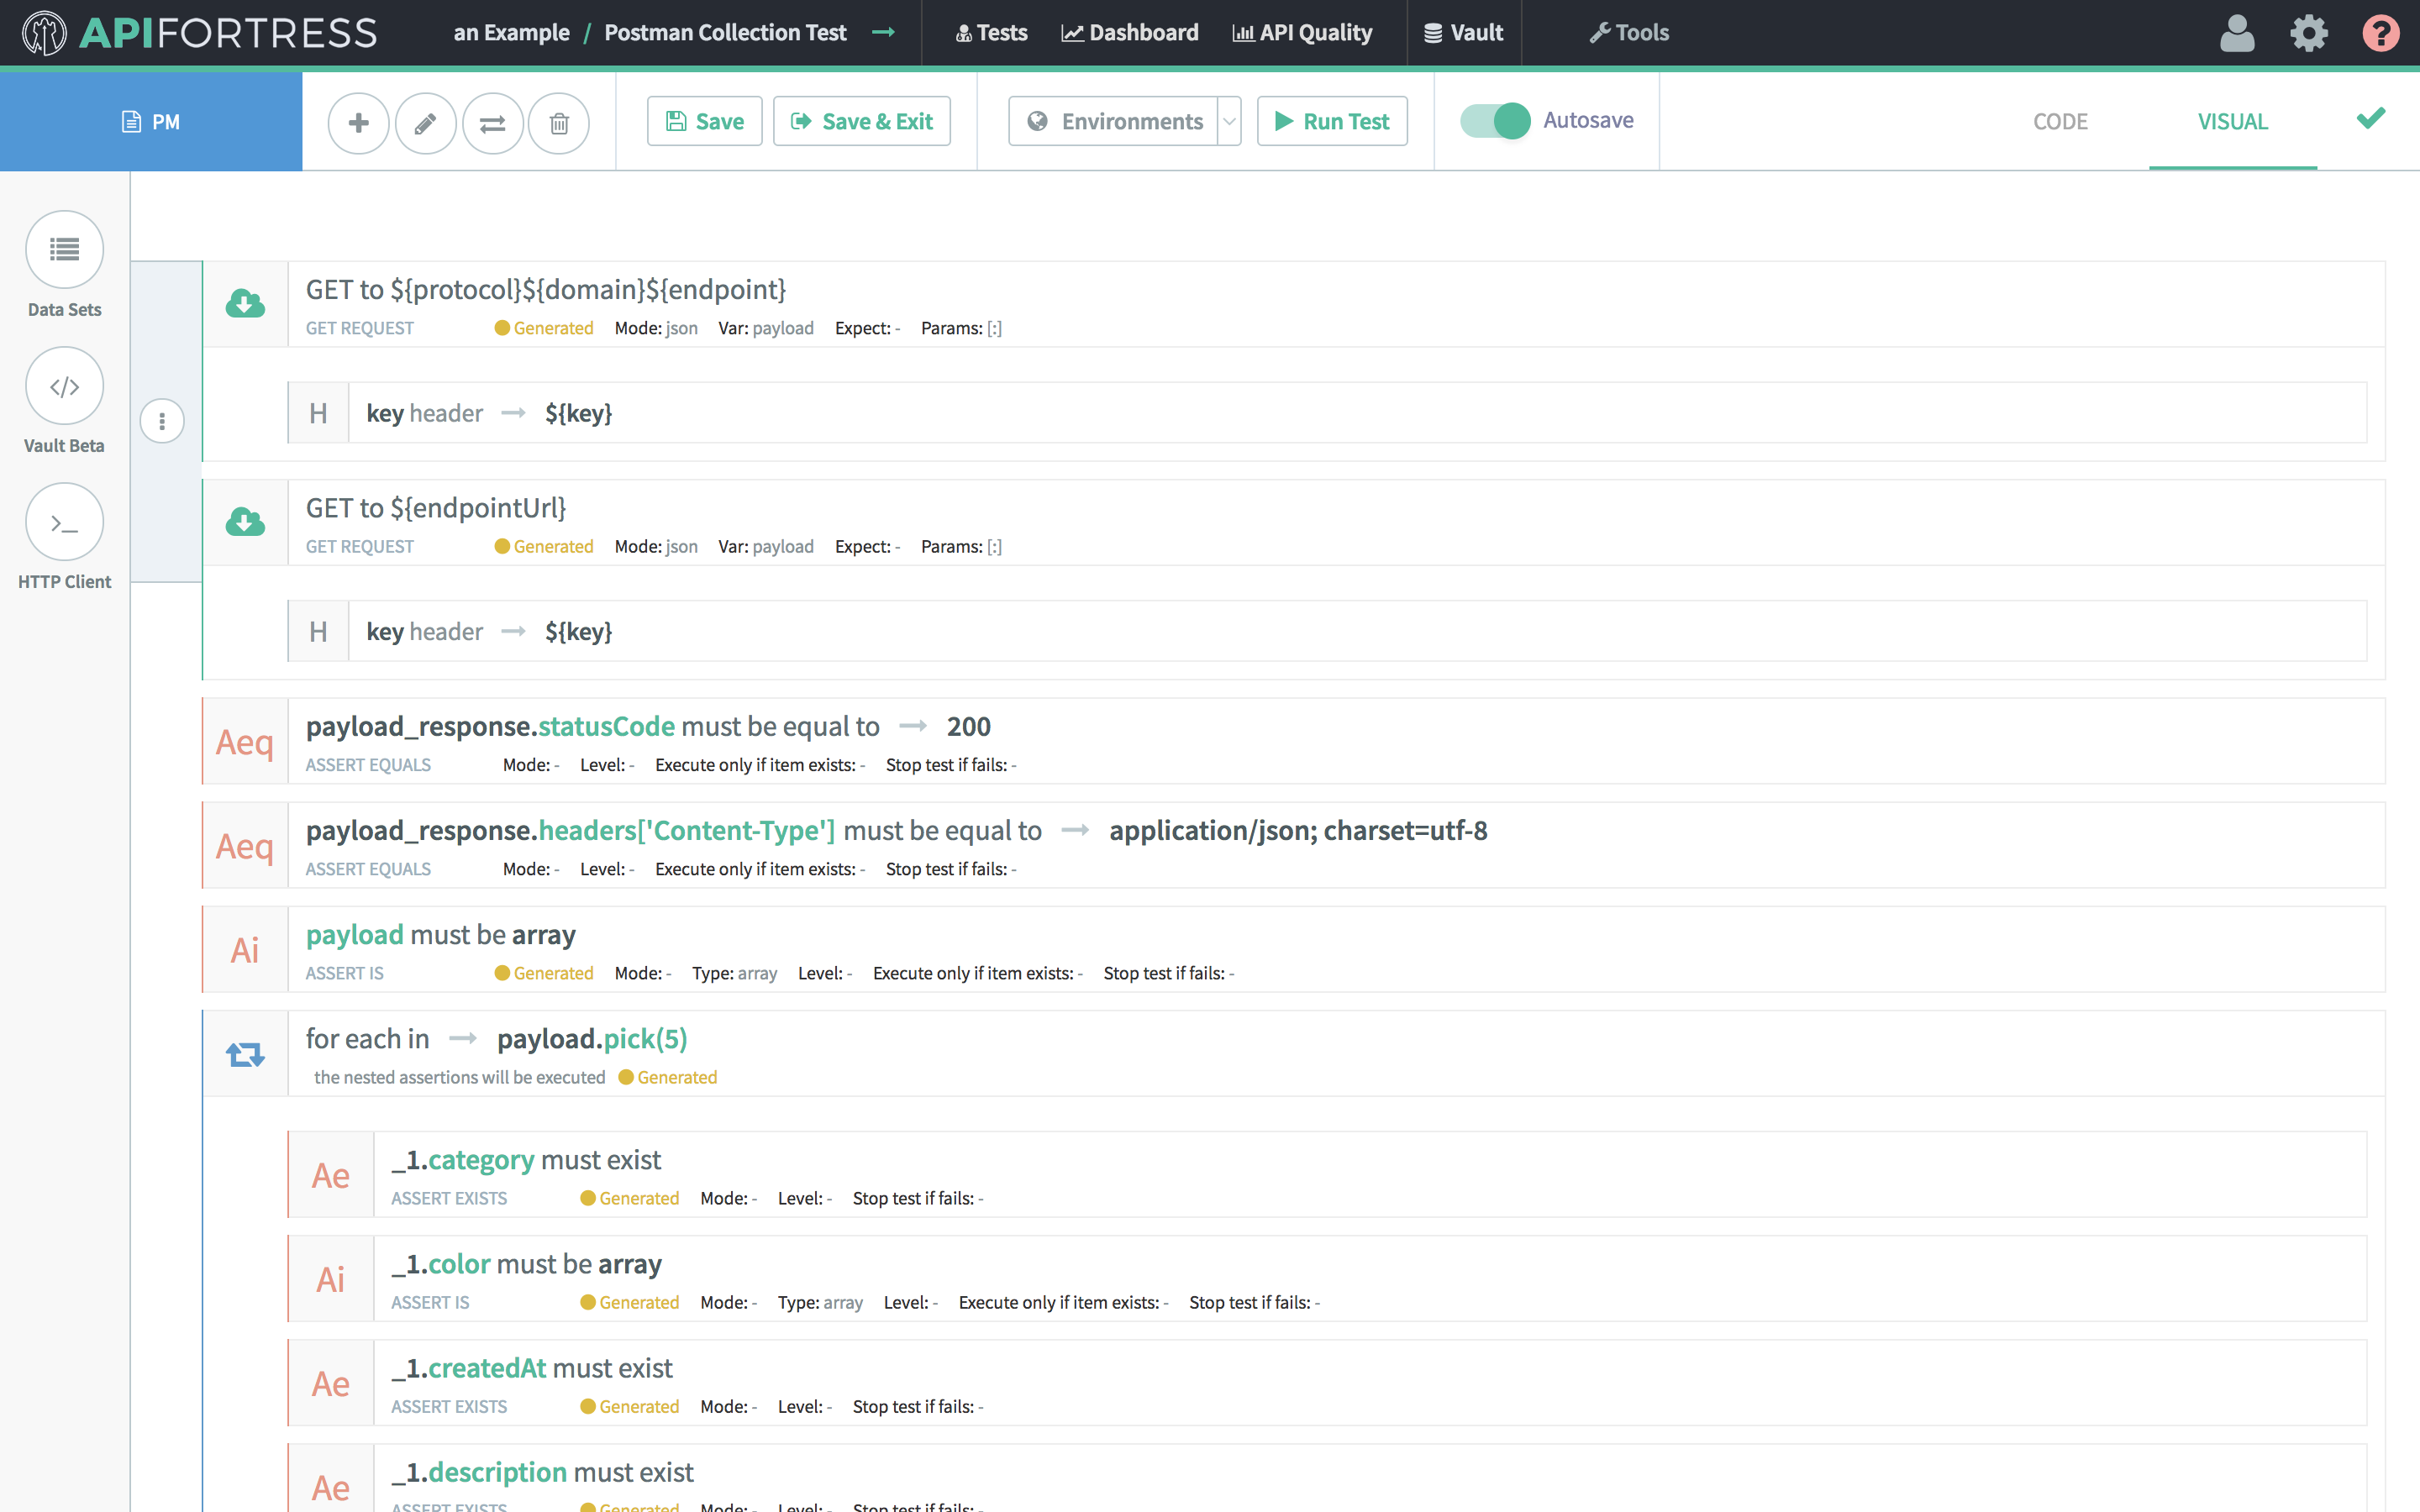 APIFORTRESS an Example / Postman Collection Test → Tests Dashboard API Quality Vault Tools ?
PM Save Save & Exit Environments Run Test Autosave CODE VISUAL
Data Sets
Vault Beta
HTTP Client
GET to ${protocol}${domain}${endpoint}
GET REQUEST Generated Mode: json Var: payload Expect: - Params: [:]
H key header → ${key}
GET to ${endpointUrl}
GET REQUEST Generated Mode: json Var: payload Expect: - Params: [:]
H key header → ${key}
Aeq payload_response.statusCode must be equal to → 200
ASSERT EQUALS Mode: - Level: - Execute only if item exists: - Stop test if fails: -
Aeq payload_response.headers['Content-Type'] must be equal to → application/json; charset=utf-8
ASSERT EQUALS Mode: - Level: - Execute only if item exists: - Stop test if fails: -
Ai payload must be array
ASSERT IS Generated Mode: - Type: array Level: - Execute only if item exists: - Stop test if fails: -
for each in → payload.pick(5)
the nested assertions will be executed Generated
Ae _1.category must exist
ASSERT EXISTS Generated Mode: - Level: - Stop test if fails: -
Ai _1.color must be array
ASSERT IS Generated Mode: - Type: array Level: - Execute only if item exists: - Stop test if fails: -
Ae _1.createdAt must exist
ASSERT EXISTS Generated Mode: - Level: - Stop test if fails: -
Ae _1.description must exist
ASSERT EXISTS Generated Mode: - Level: - Stop test if fails: -